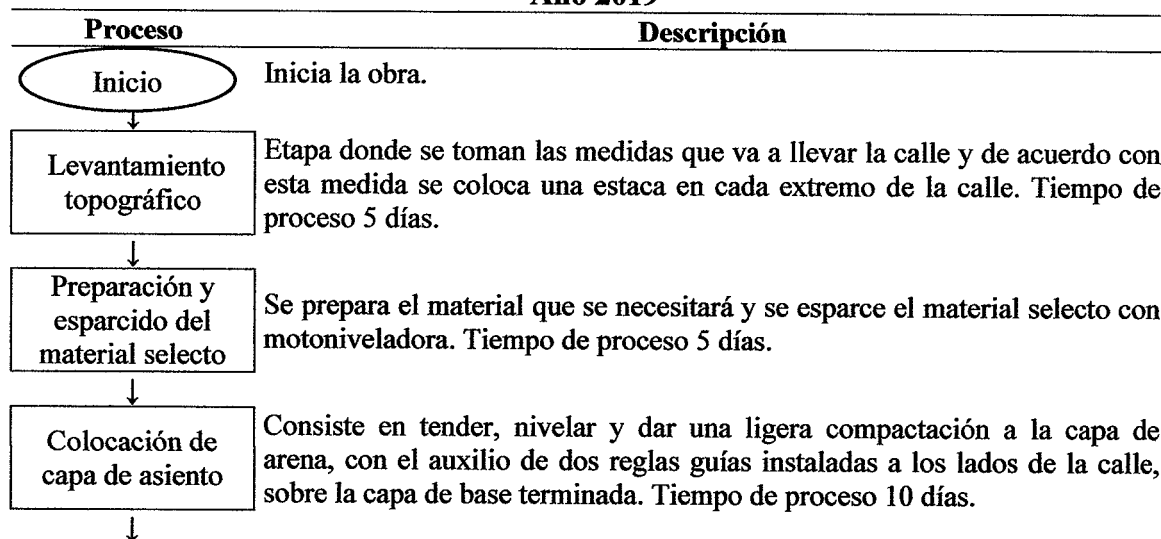 Año 2019
Proceso
Descripción
Inicio
Inicia la obra.
Levantamiento
topográfico
Etapa donde se toman las medidas que va a llevar la calle y de acuerdo con
esta medida se coloca una estaca en cada extremo de la calle. Tiempo de
proceso 5 días.
Preparación y
esparcido del
material selecto
Se prepara el material que se necesitará y se esparce el material selecto con
motoniveladora. Tiempo de proceso 5 días.
Colocación de
capa de asiento
Consiste en tender, nivelar y dar una ligera compactación a la capa de
arena, con el auxilio de dos reglas guías instaladas a los lados de la calle,
sobre la capa de base terminada. Tiempo de proceso 10 días.